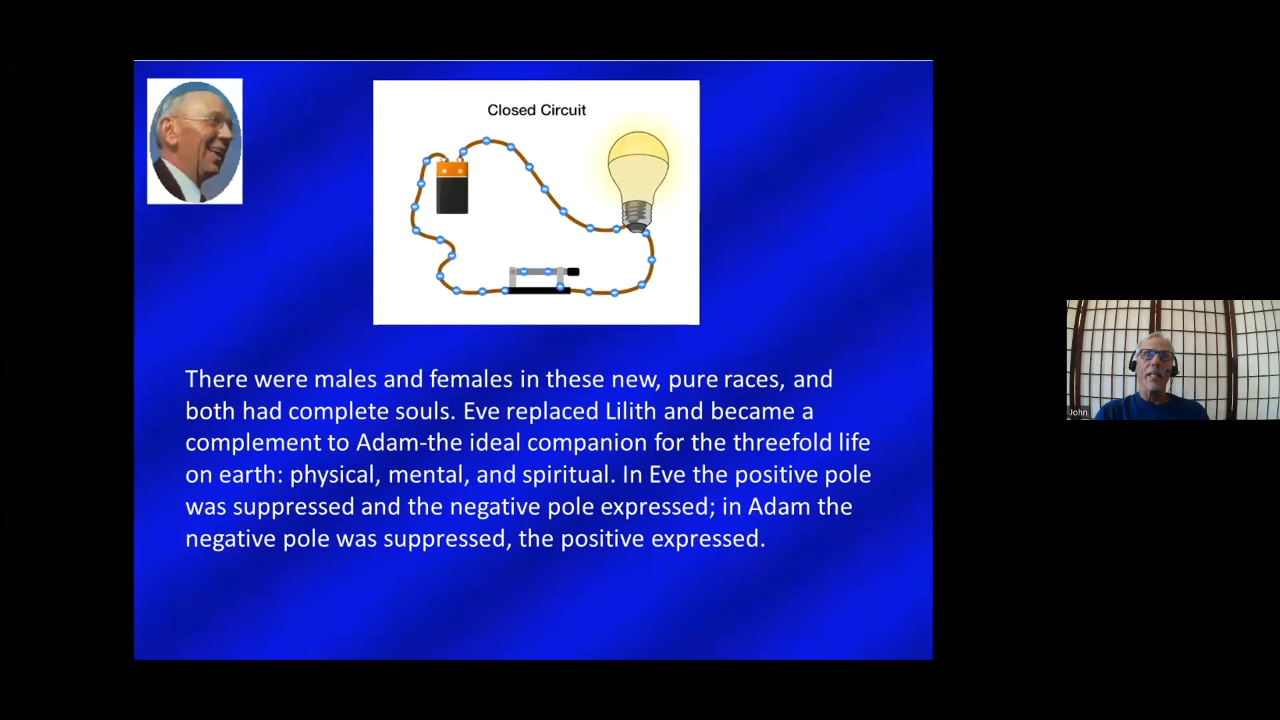 Closed Circuit
There were males and females in these new, pure races, and
both had complete souls. Eve replaced Lilith and became a
complement to Adam-the ideal companion for the threefold life
on earth: physical, mental, and spiritual. In Eve the positive pole
was suppressed and the negative pole expressed; in Adam the
negative pole was suppressed, the positive expressed.
John